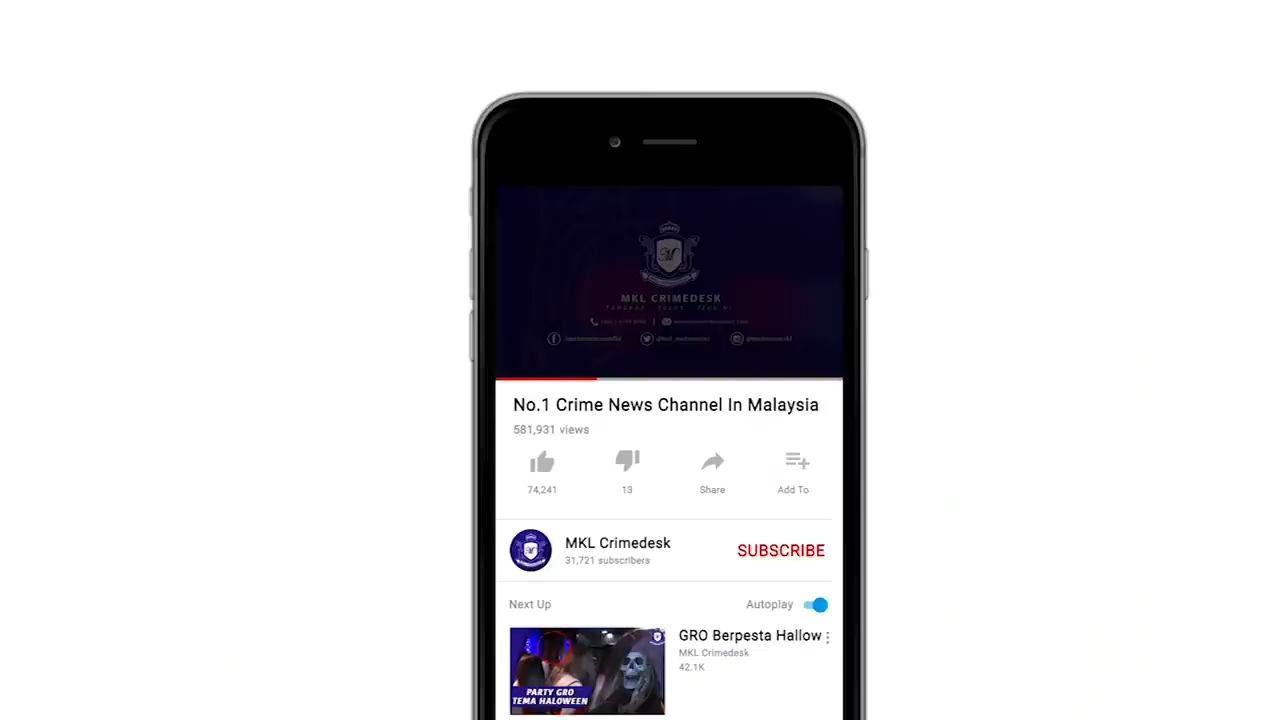 M
MKL CRIMEDESK
No.1 Crime News Channel In Malaysia
581,931 views
74,241
13
Share
Add To
MKL Crimedesk
31,721 subscribers
SUBSCRIBE
Next Up
Autoplay
GRO Berpesta Hallow
MKL Crimedesk
42.1K
PARTY GRO
TEMA HALOWEEN